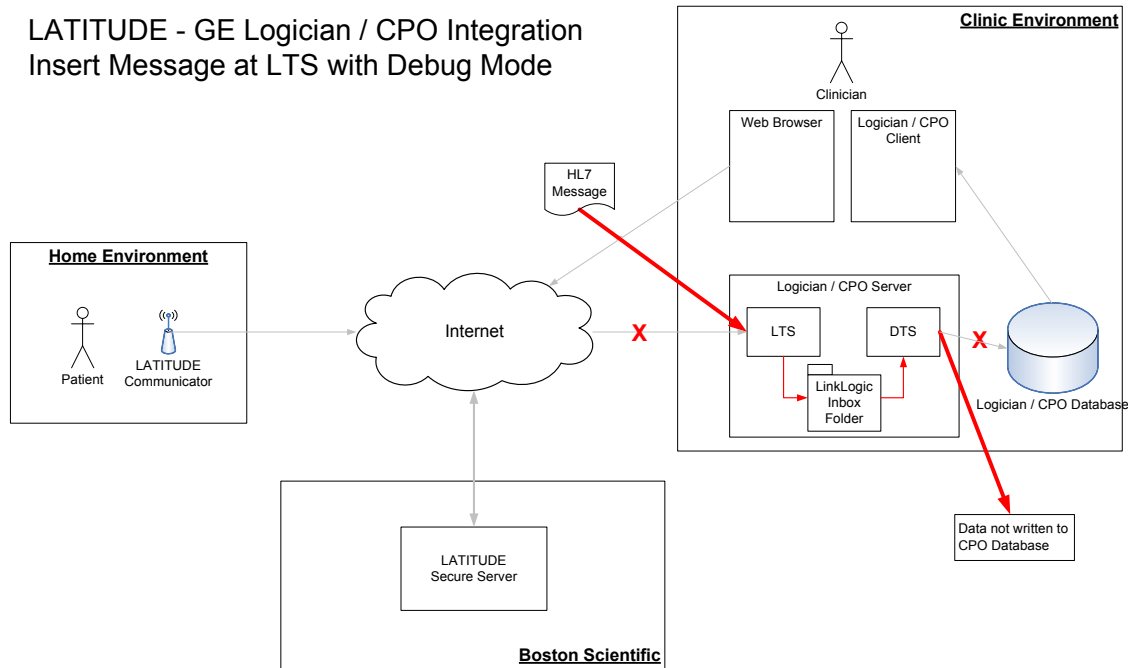 LATITUDE - GE Logician / CPO Integration
Insert Message at LTS with Debug Mode
Clinic Environment
Clinician
Web Browser
Logician / CPO
Client
HL7
Message
Home Environment
Patient
LATITUDE
Communicator
Internet
X
Logician / CPO Server
LTS
DTS
LinkLogic
Inbox
Folder
X
Logician / CPO Database
Data not written to
CPO Database
LATITUDE
Secure Server
Boston Scientific